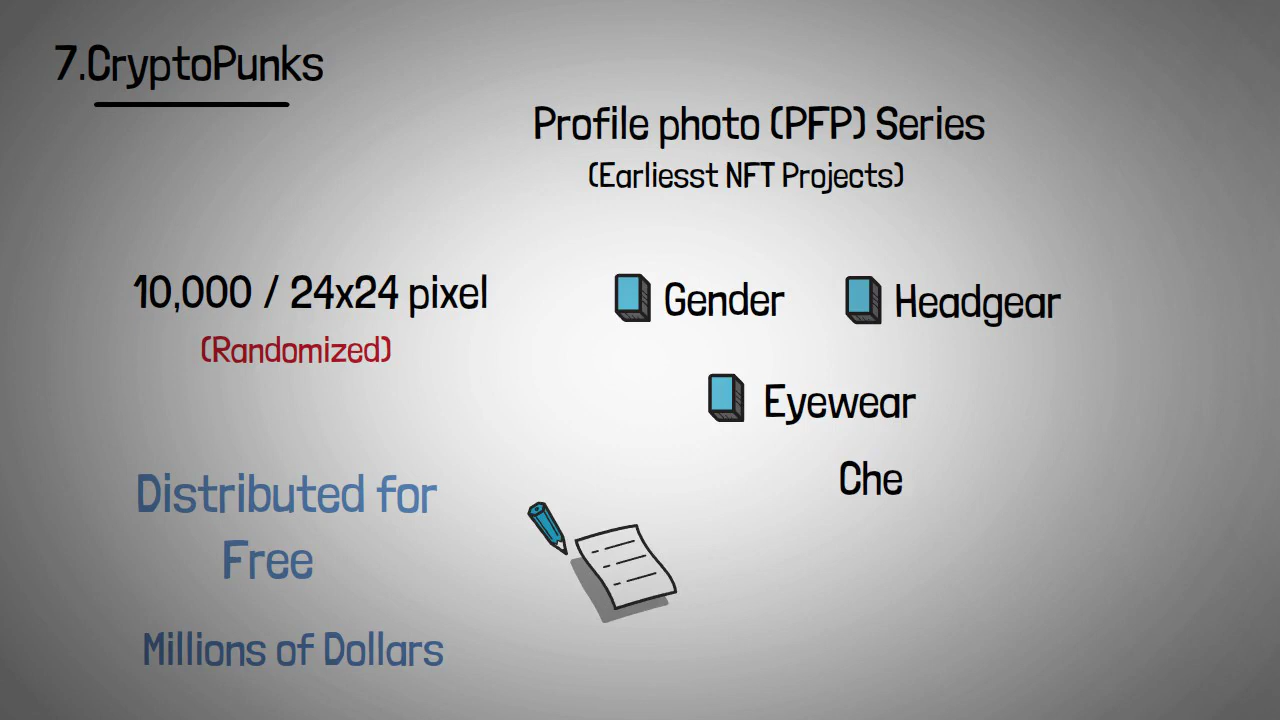 7.CryptoPunks
Profile photo (PFP) Series
(Earliesst NFT Projects)
10,000 / 24x24 pixel
(Randomized)
Gender
Headgear
Eyewear
Che
Distributed for
Free
Millions of Dollars